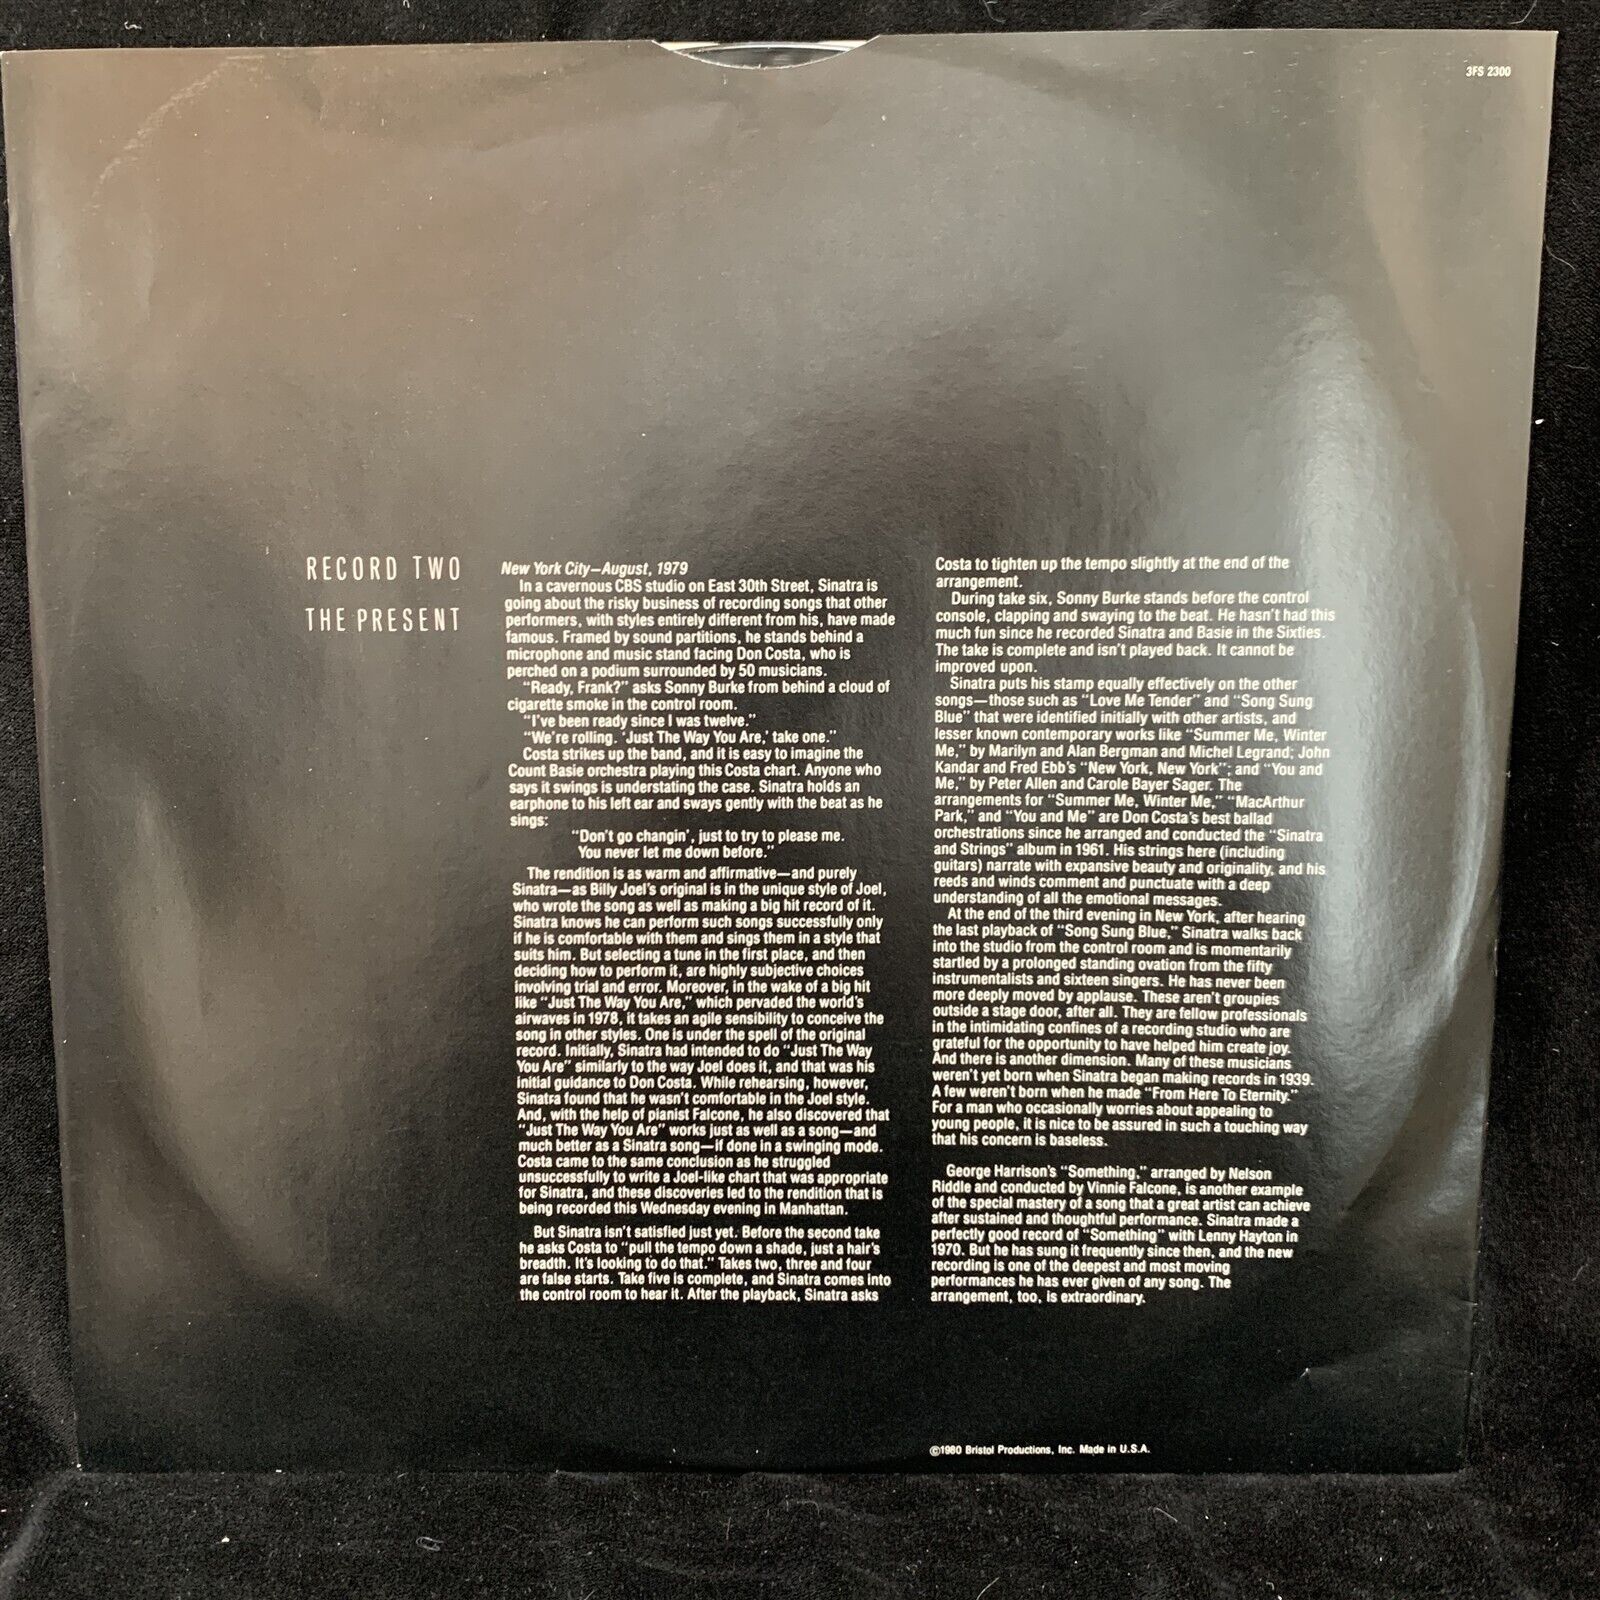 3FS 2300
RECORD TWO
THE PRESENT
New York City—August, 1979
In a cavernous CBS studio on East 30th Street, Sinatra is
going about the risky business of recording songs that other
performers, with styles entirely different from his, have made
famous. Framed by sound partitions, he stands behind a
microphone and music stand facing Don Costa, who is
perched on a podium surrounded by 50 musicians.
"Ready, Frank?" asks Sonny Burke from behind a cloud of
cigarette smoke in the control room.
"I've been ready since I was twelve."
"We're rolling. 'Just The Way You Are,' take one."
Costa strikes up the band, and it is easy to imagine the
Count Basie orchestra playing this Costa chart. Anyone who
says it swings is understating the case. Sinatra holds an
earphone to his left ear and sways gently with the beat as he
sings:
"Don't go changin', just to try to please me.
You never let me down before."
The rendition is as warm and affirmative—and purely
Sinatra—as Billy Joel's original is in the unique style of Joel,
who wrote the song as well as making a big hit record of it.
Sinatra knows he can perform such songs successfully only
if he is comfortable with them and sings them in a style that
suits him. But selecting a tune in the first place, and then
deciding how to perform it, are highly subjective choices
involving trial and error. Moreover, in the wake of a big hit
like "Just The Way You Are," which pervaded the world's
airwaves in 1978, it takes an agile sensibility to conceive the
song in other styles. One is under the spell of the original
record. Initially, Sinatra had intended to do "Just The Way
You Are" similarly to the way Joel does it, and that was his
initial guidance to Don Costa. While rehearsing, however,
Sinatra found that he wasn't comfortable in the Joel style.
And, with the help of pianist Falcone, he also discovered that
"Just The Way You Are" works just as well as a song—and
much better as a Sinatra song—if done in a swinging mode.
Costa came to the same conclusion as he struggled
unsuccessfully to write a Joel-like chart that was appropriate
for Sinatra, and these discoveries led to the rendition that is
being recorded this Wednesday evening in Manhattan.
But Sinatra isn't satisfied just yet. Before the second take
he asks Costa to "pull the tempo down a shade, just a hair's
breadth. It's looking to do that." Takes two, three and four
are false starts. Take five is complete, and Sinatra comes into
the control room to hear it. After the playback, Sinatra asks
Costa to tighten up the tempo slightly at the end of the
arrangement.
During take six, Sonny Burke stands before the control
console, clapping and swaying to the beat. He hasn't had this
much fun since he recorded Sinatra and Basie in the Sixties.
The take is complete and isn't played back. It cannot be
improved upon.
Sinatra puts his stamp equally effectively on the other
songs—those such as "Love Me Tender" and "Song Sung
Blue" that were identified initially with other artists, and
lesser known contemporary works like "Summer Me, Winter
Me," by Marilyn and Alan Bergman and Michel Legrand; John
Kandar and Fred Ebb's "New York, New York"; and "You and
Me," by Peter Allen and Carole Bayer Sager. The
arrangements for "Summer Me, Winter Me," "MacArthur
Park," and "You and Me" are Don Costa's best ballad
orchestrations since he arranged and conducted the "Sinatra
and Strings" album in 1961. His strings here (including
guitars) narrate with expansive beauty and originality, and his
reeds and winds comment and punctuate with a deep
understanding of all the emotional messages.
At the end of the third evening in New York, after hearing
the last playback of "Song Sung Blue," Sinatra walks back
into the studio from the control room and is momentarily
startled by a prolonged standing ovation from the fifty
instrumentalists and sixteen singers. He has never been
more deeply moved by applause. These aren't groupies
outside a stage door, after all. They are fellow professionals
in the intimidating confines of a recording studio who are
grateful for the opportunity to have helped him create joy.
And there is another dimension. Many of these musicians
weren't yet born when Sinatra began making records in 1939.
A few weren't born when he made "From Here To Eternity."
For a man who occasionally worries about appealing to
young people, it is nice to be assured in such a touching way
that his concern is baseless.
George Harrison's "Something," arranged by Nelson
Riddle and conducted by Vinnie Falcone, is another example
of the special mastery of a song that a great artist can achieve
after sustained and thoughtful performance. Sinatra made a
perfectly good record of "Something" with Lenny Hayton in
1970. But he has sung it frequently since then, and the new
recording is one of the deepest and most moving
performances he has ever given of any song. The
arrangement, too, is extraordinary.
©1980 Bristol Productions, Inc. Made in U.S.A.